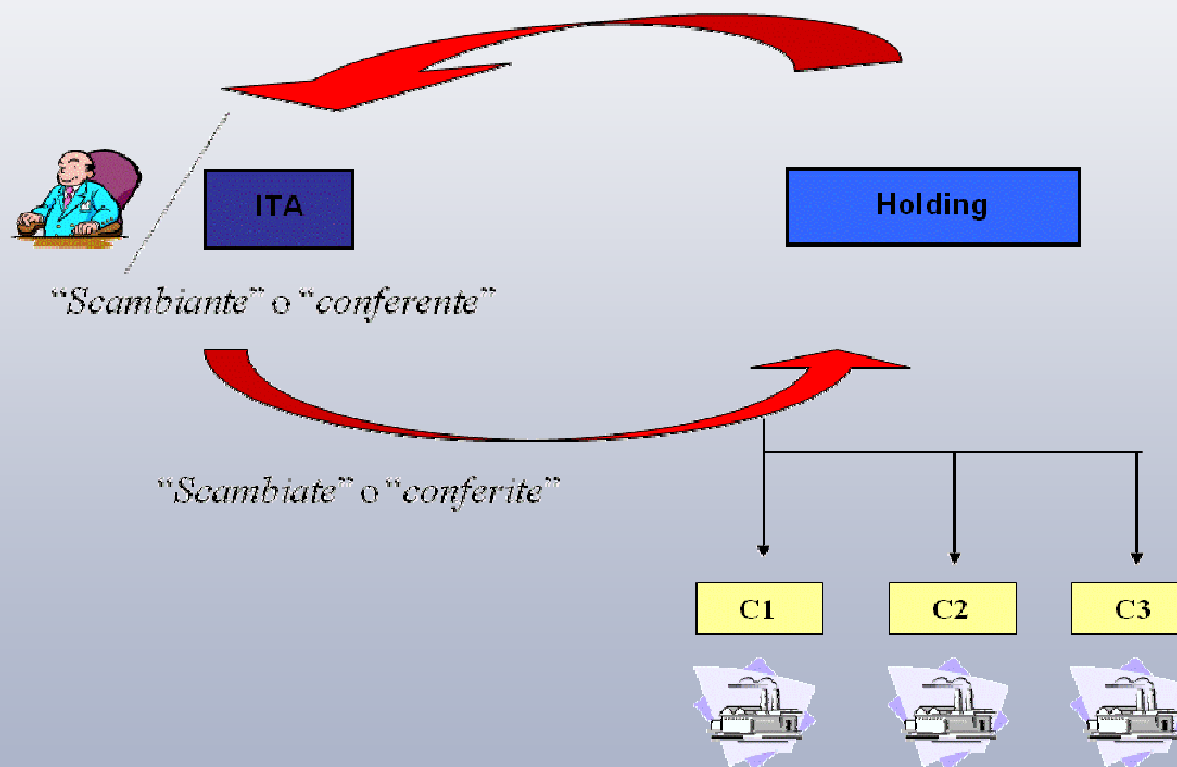 ITA
Holding
“Scambiante” o “conferente”
“Scambiate” o “conferite”
C1
C2
C3